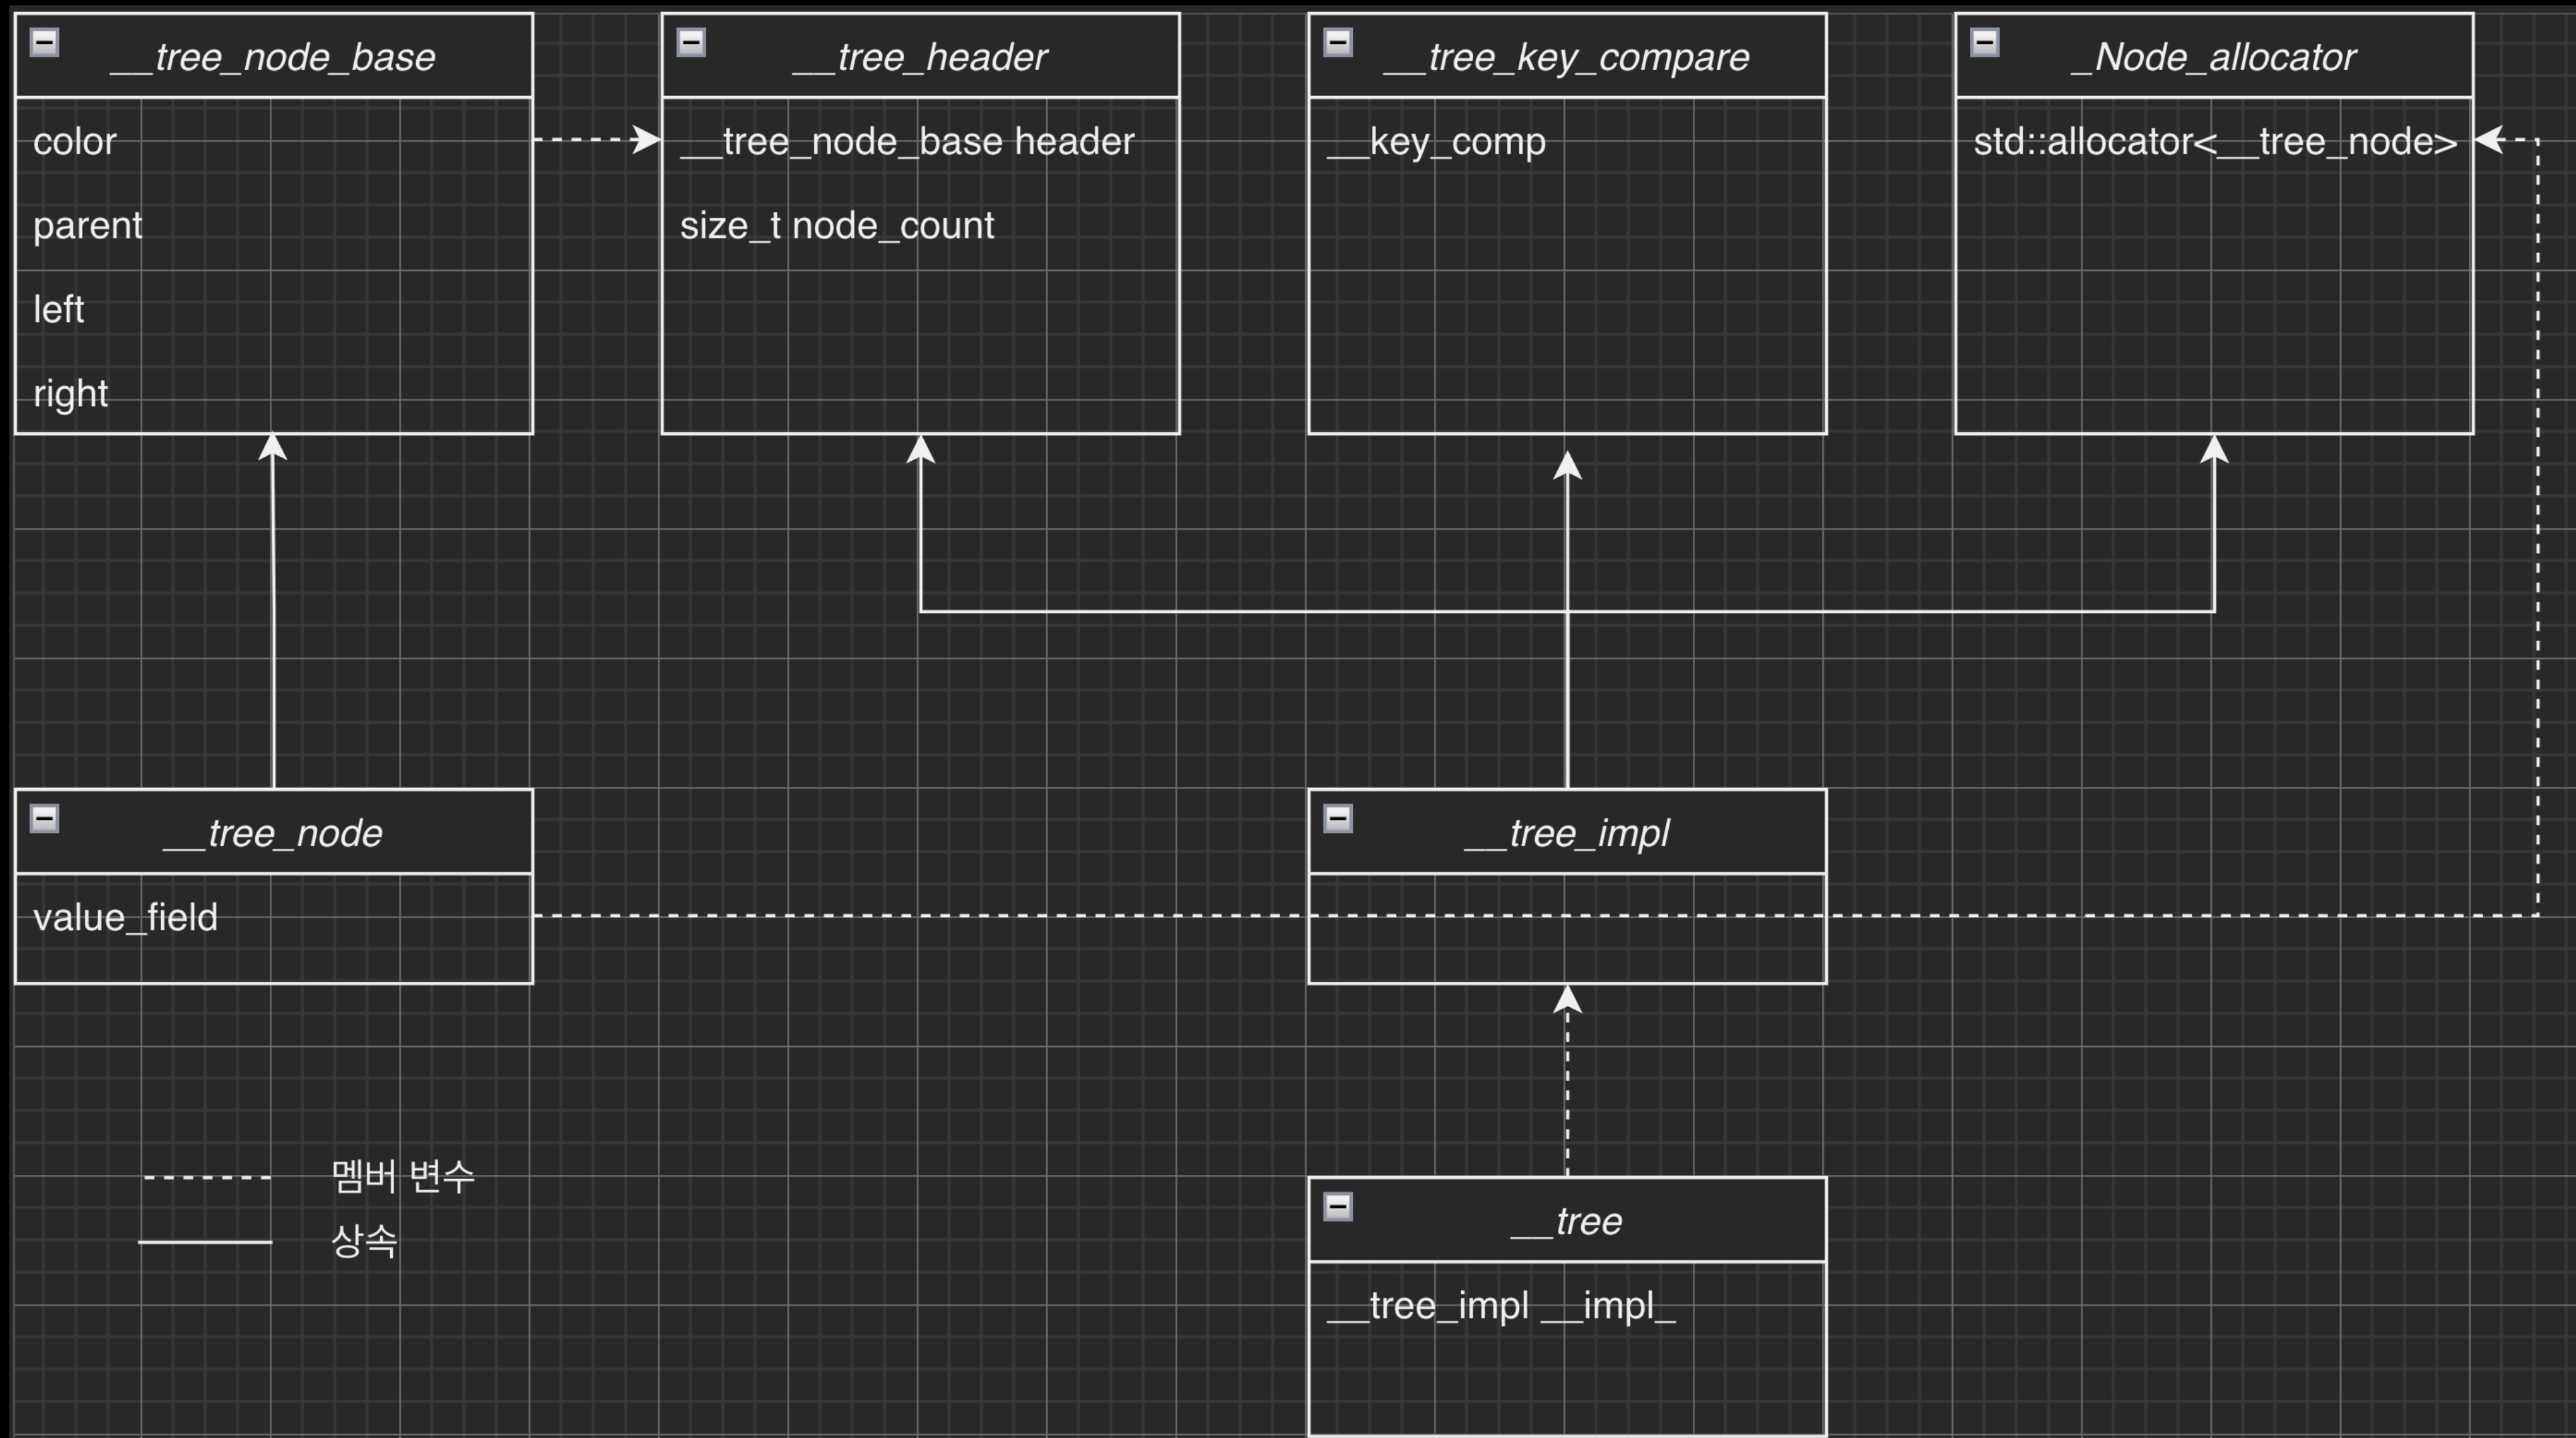 __tree_node_base
color
parent
left
right
__tree_header
__tree_node_base header
size_t node_count
__tree_key_compare
__key_comp
_Node_allocator
std::allocator<__tree_node>
__tree_node
value_field
__tree_impl
__tree
__tree_impl __impl_
멤버 변수
상속